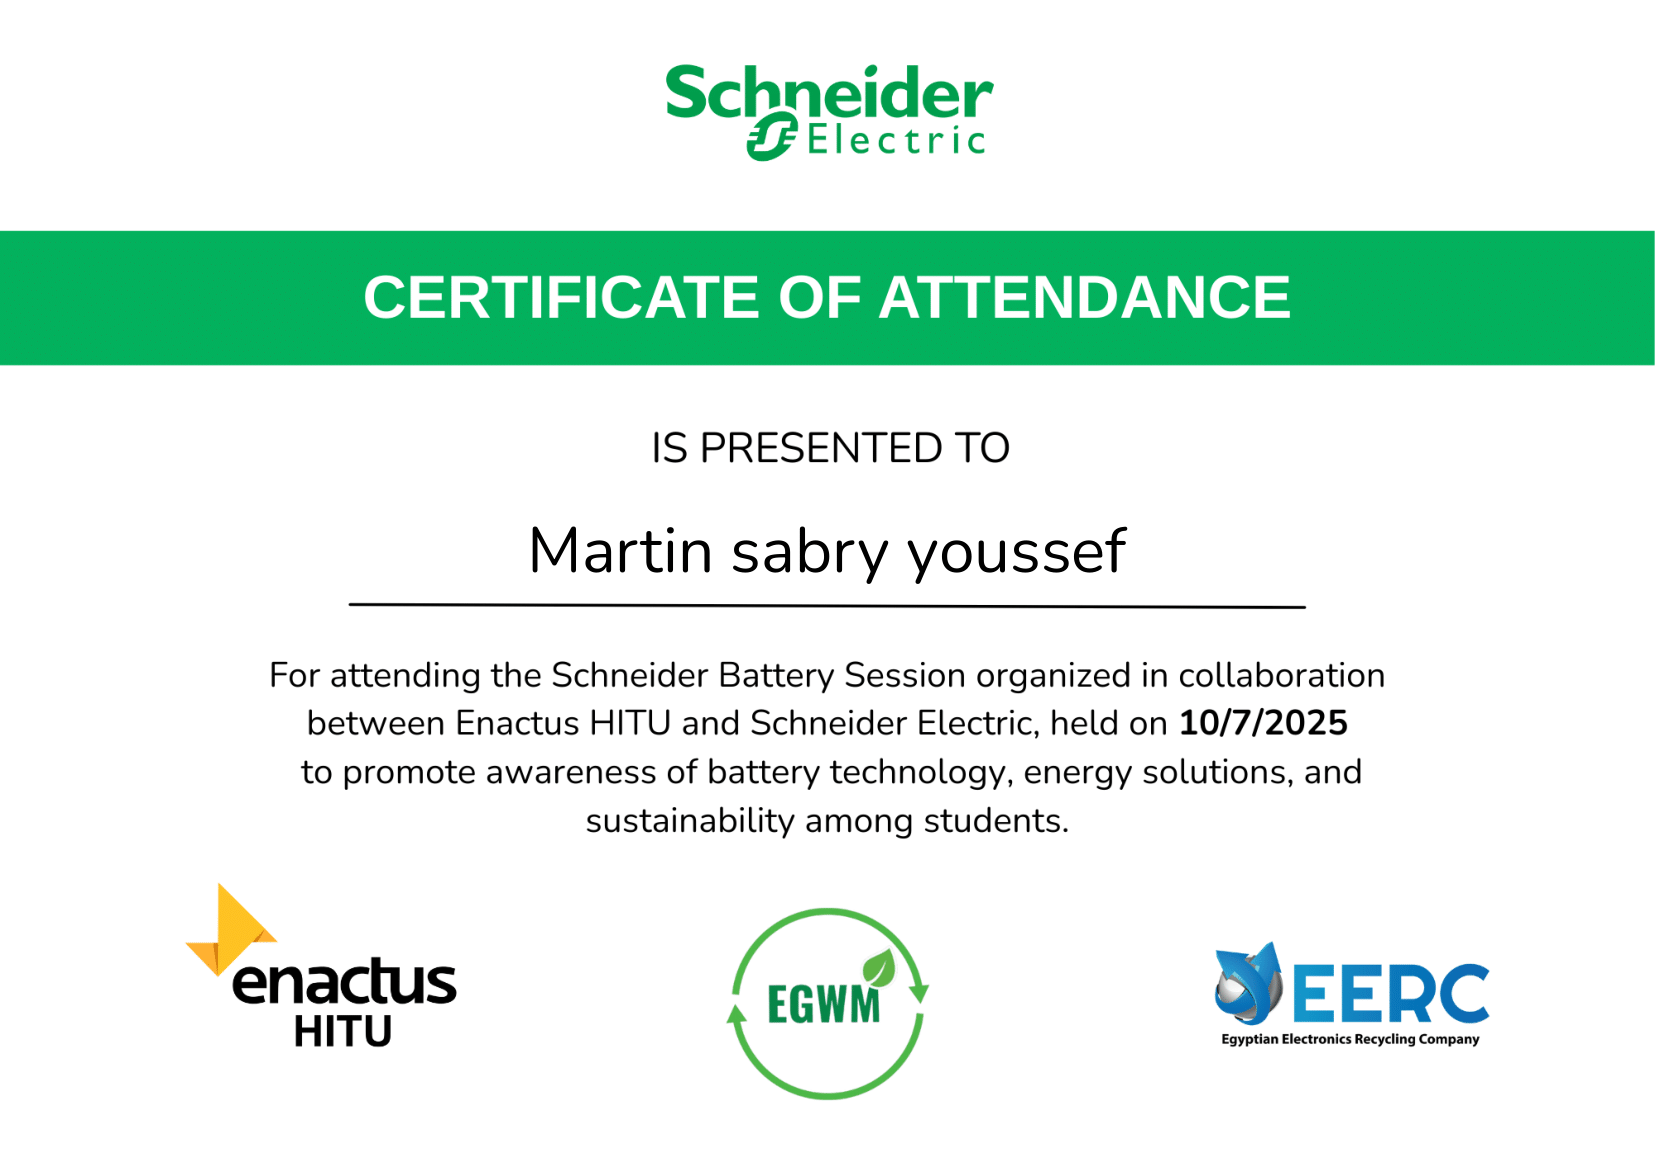 Schneider
Electric
CERTIFICATE OF ATTENDANCE
IS PRESENTED TO
Martin sabry youssef
For attending the Schneider Battery Session organized in collaboration
between Enactus HITU and Schneider Electric, held on 10/7/2025
to promote awareness of battery technology, energy solutions, and
sustainability among students.
enactus
HITU
EGWM
EERC
Egyptian Electronics Recycling Company